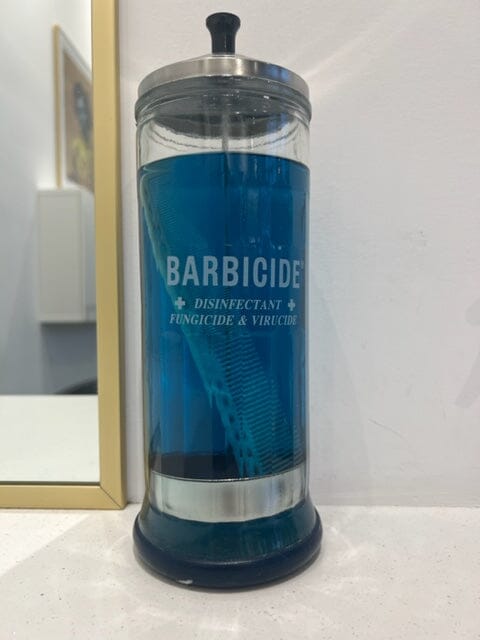 BARBICIDE®
✚ DISINFECTANT ✚
FUNGICIDE & VIRUCIDE